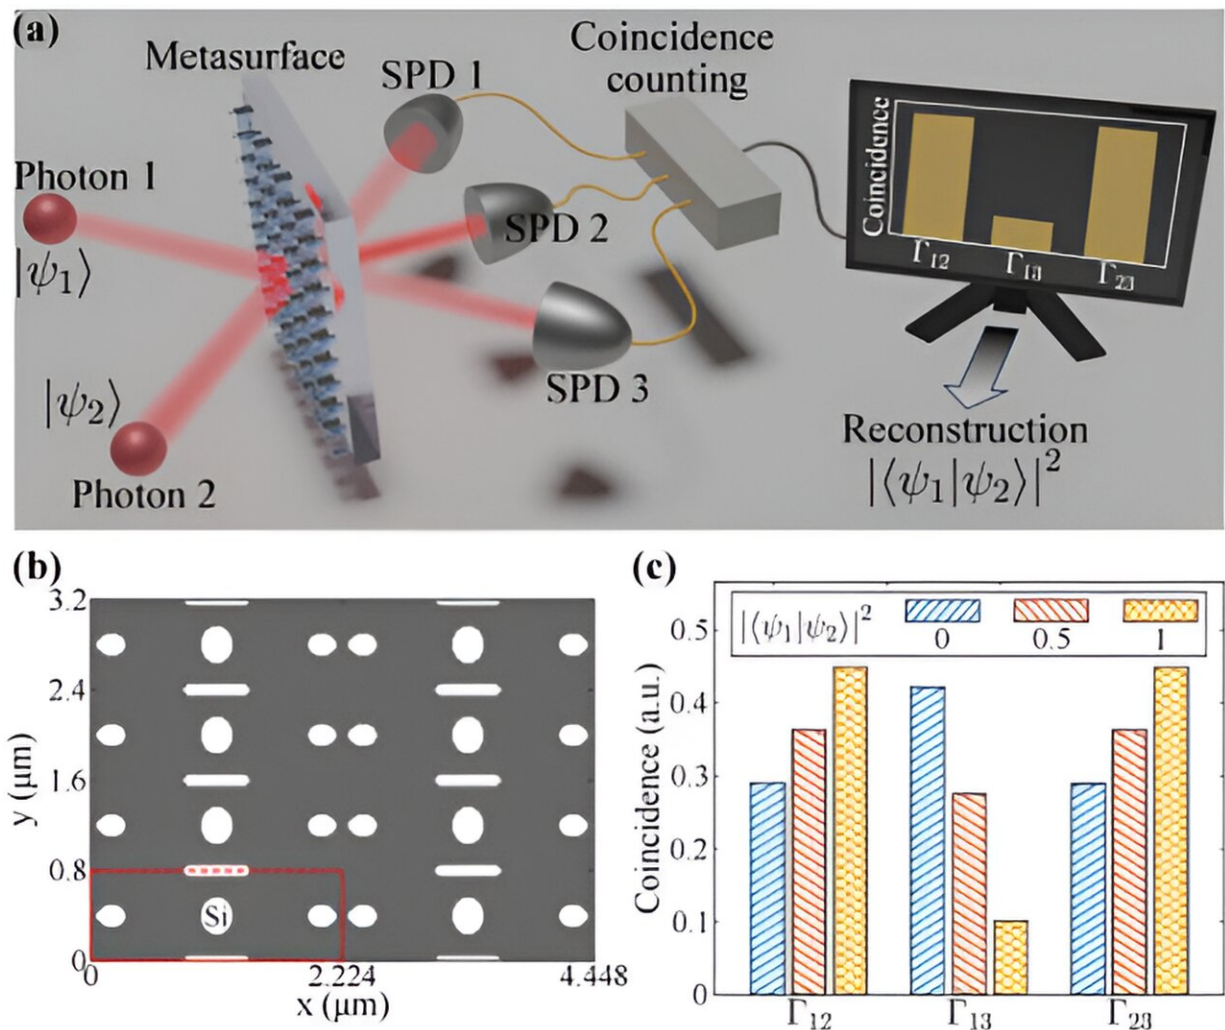 (a)
Metasurface
SPD 1
Coincidence
counting
Photon 1
|ψ₁⟩
SPD 2
Coincidence
Γ₁₂
Γ₁₃
Γ₂₃
|ψ₂⟩
SPD 3
Photon 2
Reconstruction
|⟨ψ₁|ψ₂⟩|²
(b)
3.2
2.4
1.6
0.8
0
y (μm)
Si
0
2.224
4.448
x (μm)
(c)
|⟨ψ₁|ψ₂⟩|²
0
0.5
1
0.5
0.4
0.3
0.2
0.1
0
Coincidence (a.u.)
Γ₁₂
Γ₁₃
Γ₂₃